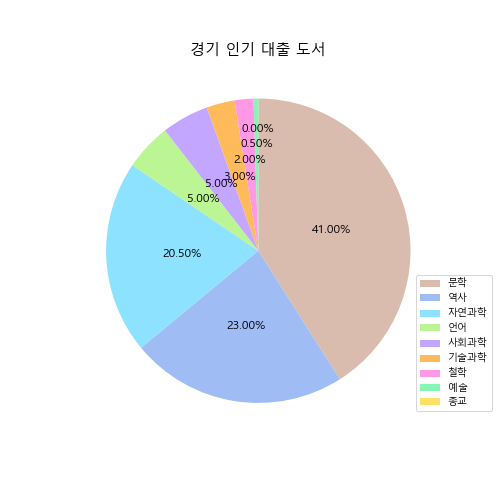 경기 인기 대출 도서
0.00%
0.50%
2.00%
3.00%
5.00%
5.00%
41.00%
20.50%
23.00%
문학
역사
자연과학
언어
사회과학
기술과학
철학
예술
종교